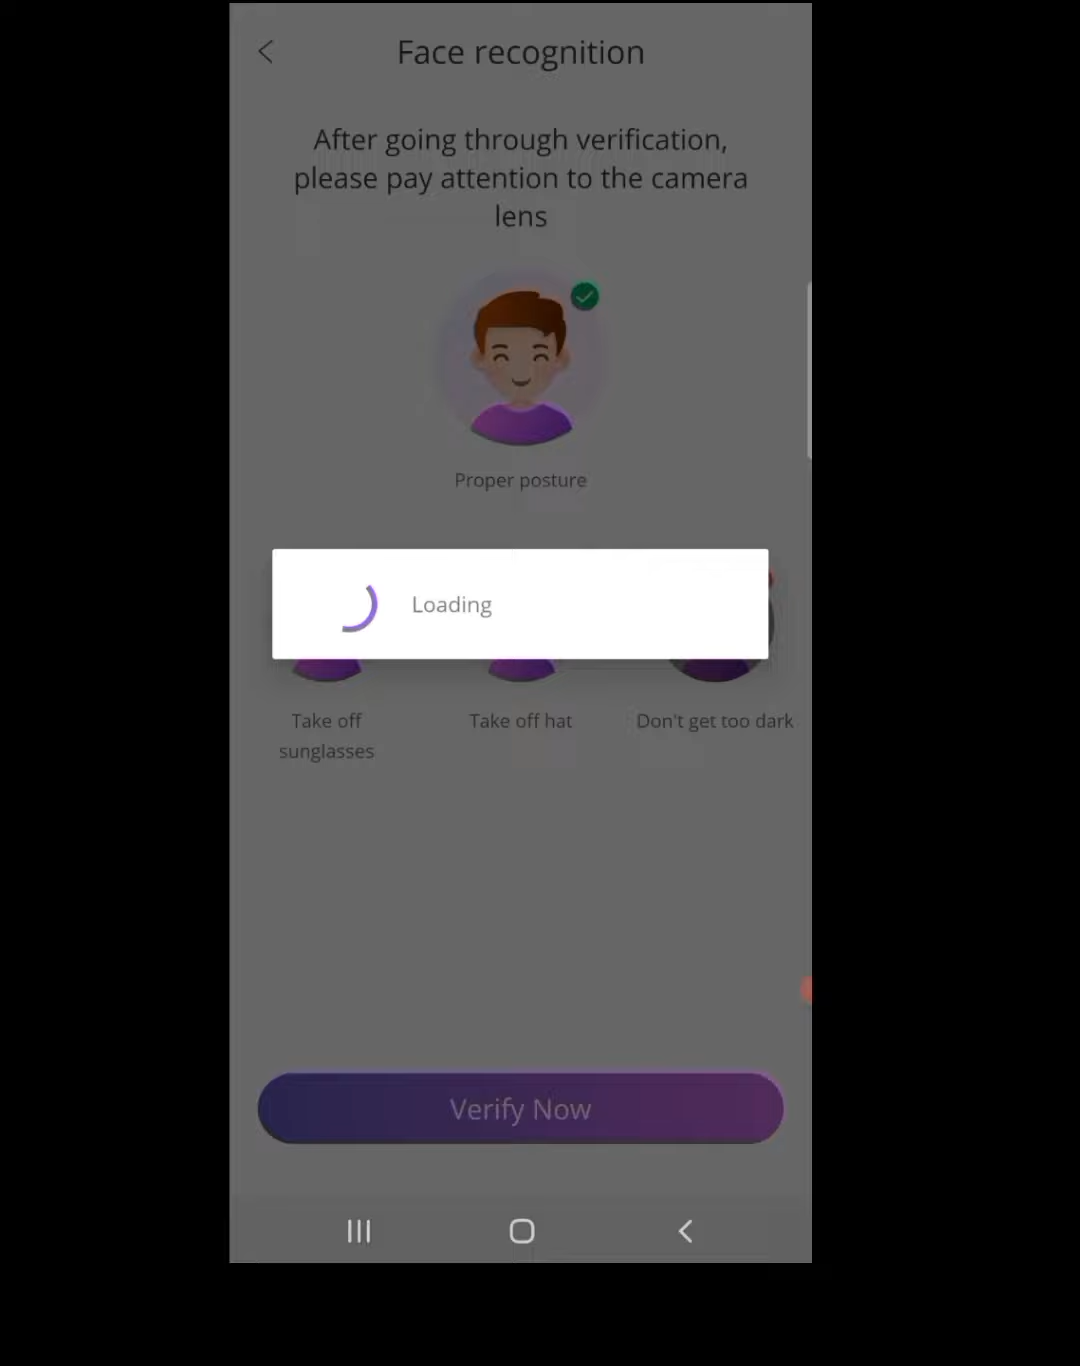 Face recognition
After going through verification,
please pay attention to the camera
lens
Proper posture
Loading
Take off
sunglasses
Take off hat
Don't get too dark
Verify Now